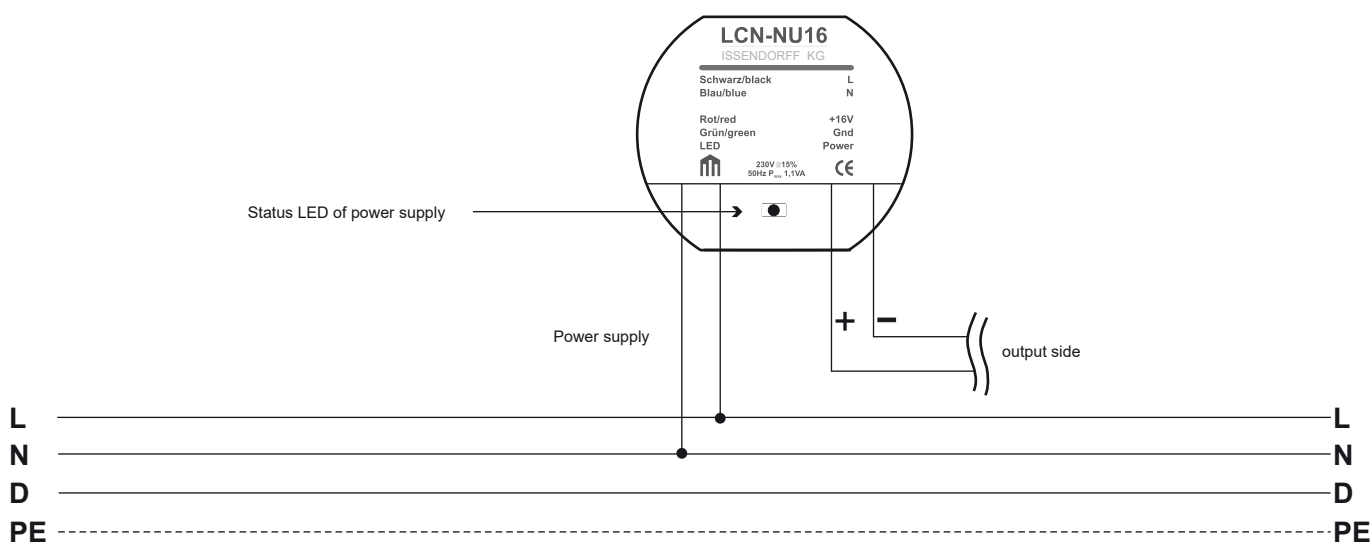 LCN-NU16
ISSENDORFF KG
Schwarz/black L
Blau/blue N
Rot/red +16V
Grün/green Gnd
LED Power
230V ±15%
50Hz Pmax 1,1VA
CE
Status LED of power supply
+ −
Power supply
output side
L L
N N
D D
PE PE